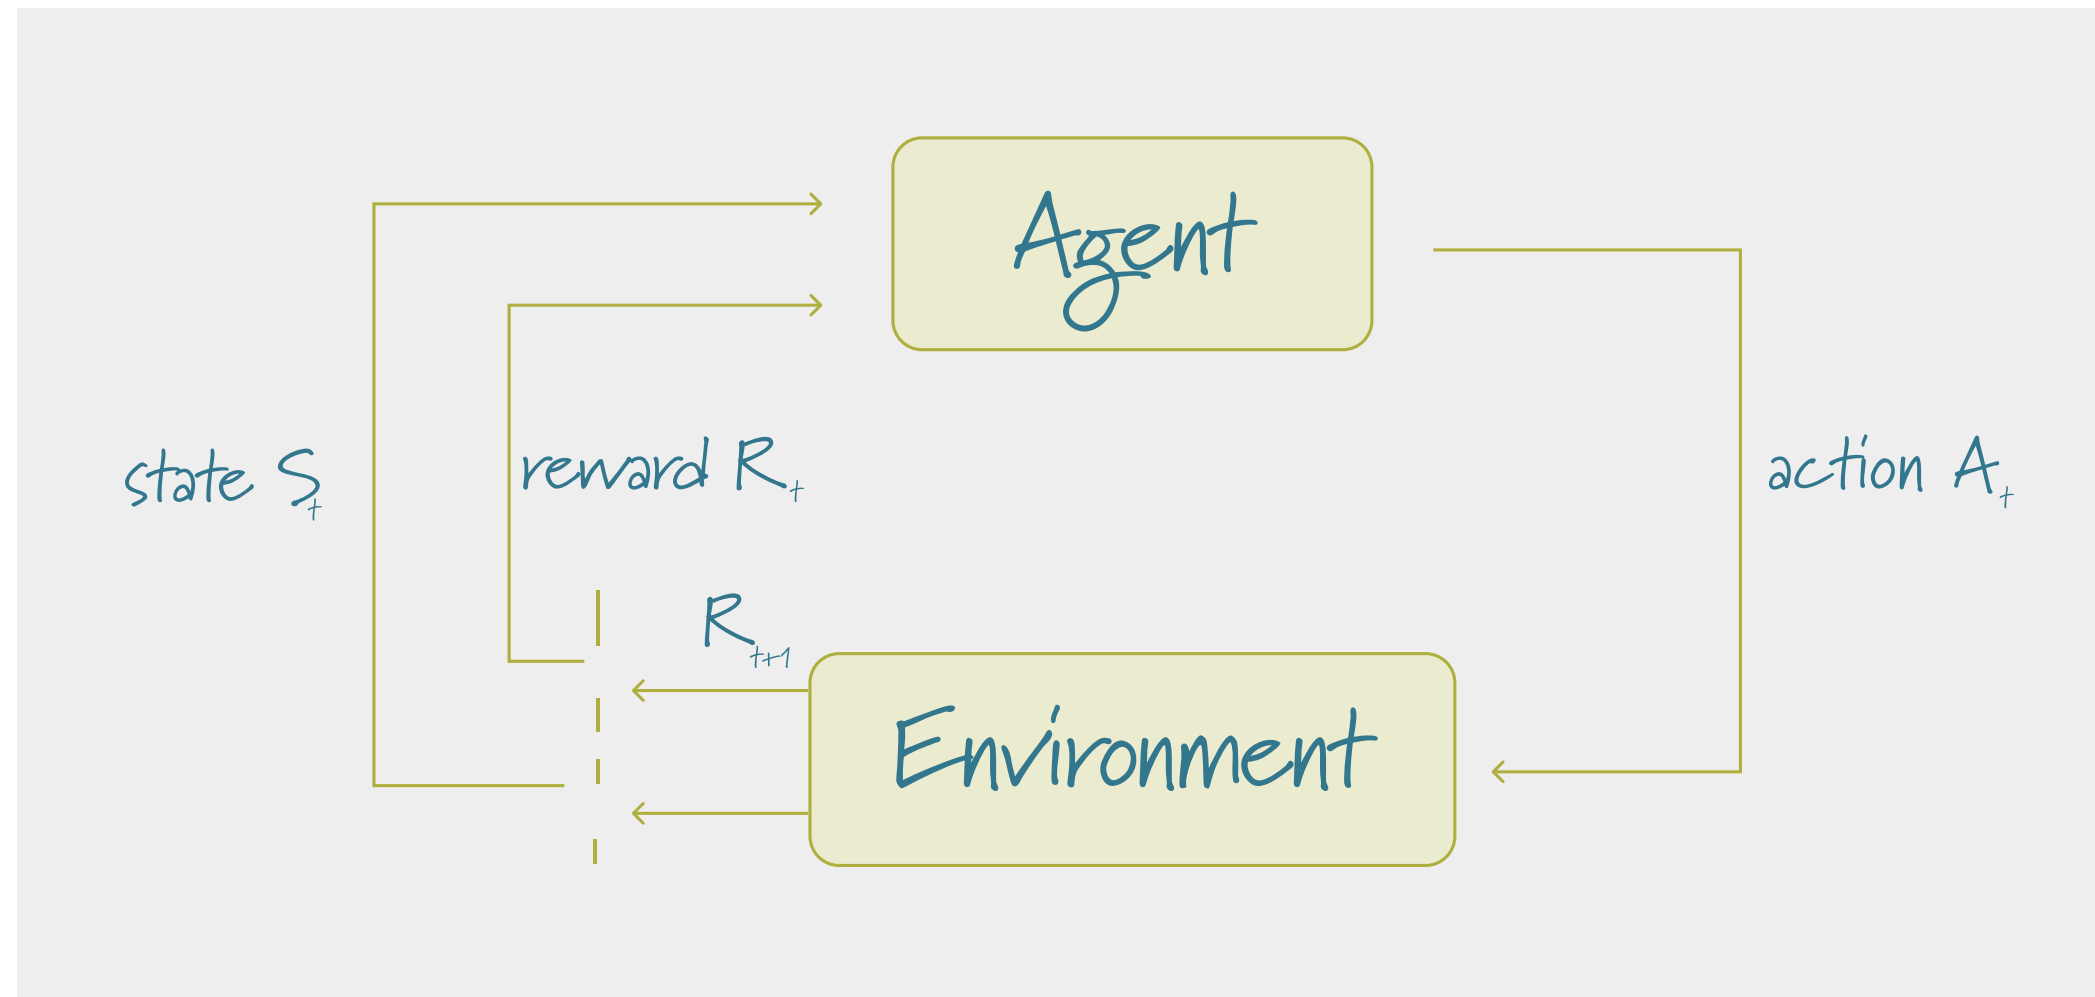 Agent
state S_t
reward R_t
action A_t
R_t+1
Environment